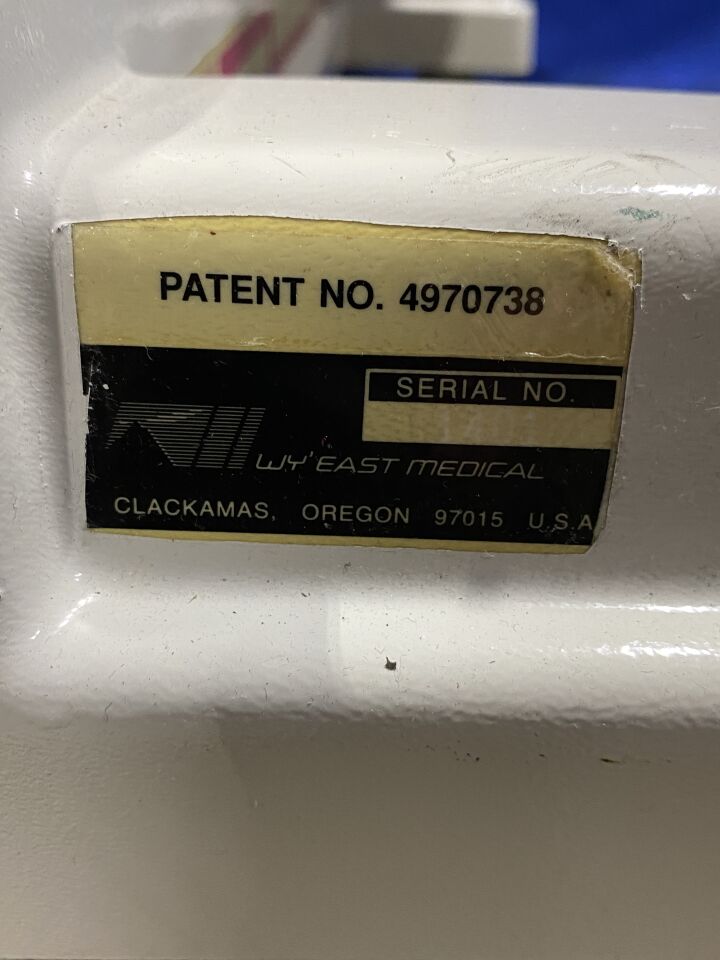 PATENT NO. 4970738
SERIAL NO.
WY'EAST MEDICAL
CLACKAMAS, OREGON 97015 U.S.A